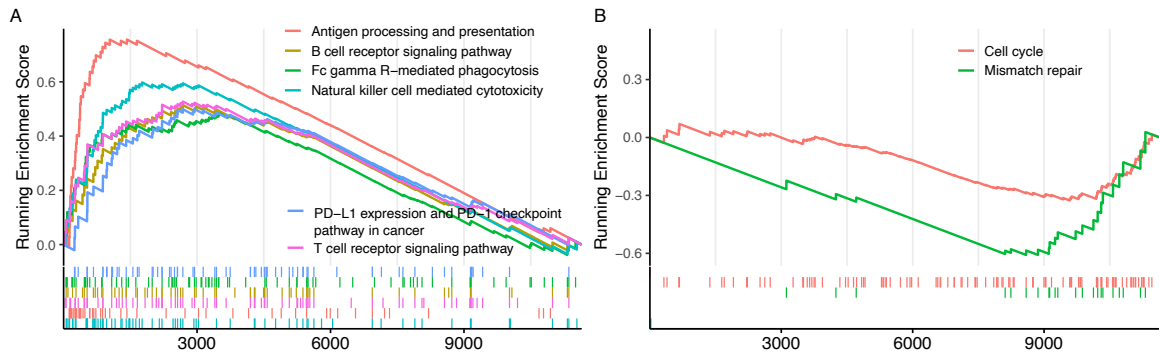 A
Running Enrichment Score
0.6
0.4
0.2
0.0
Antigen processing and presentation
B cell receptor signaling pathway
Fc gamma R−mediated phagocytosis
Natural killer cell mediated cytotoxicity
PD−L1 expression and PD−1 checkpoint
pathway in cancer
T cell receptor signaling pathway
3000
6000
9000
B
Running Enrichment Score
0.3
0.0
−0.3
−0.6
Cell cycle
Mismatch repair
3000
6000
9000